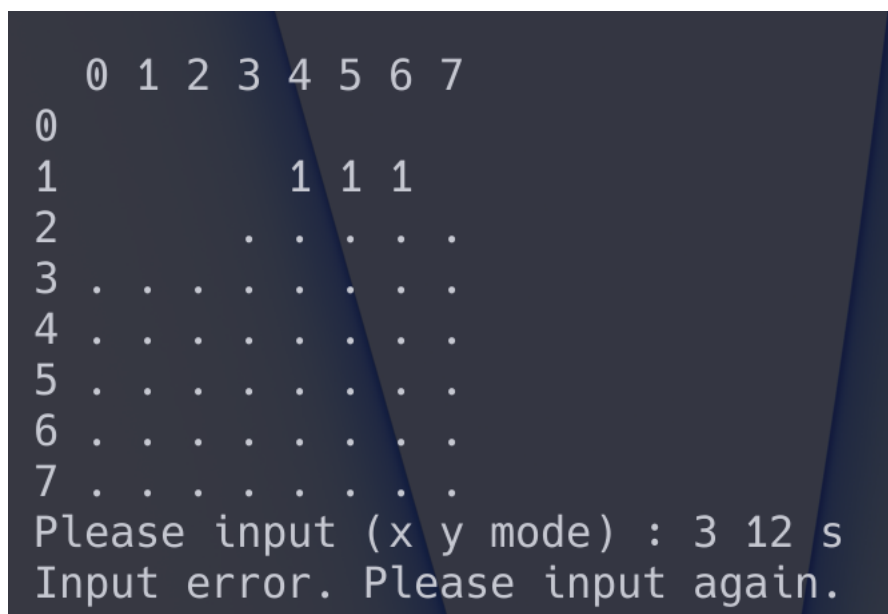 0 1 2 3 4 5 6 7
0
1         1 1 1
2       . . . . .
3 . . . . . . . .
4 . . . . . . . .
5 . . . . . . . .
6 . . . . . . . .
7 . . . . . . . .
Please input (x y mode) : 3 12 s
Input error. Please input again.